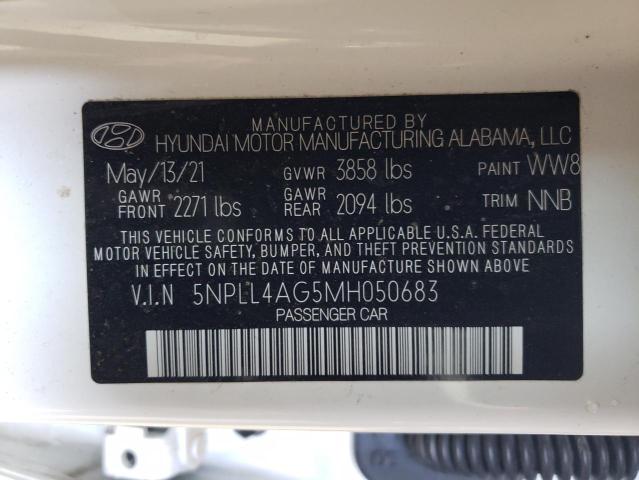 MANUFACTURED BY
HYUNDAI MOTOR MANUFACTURING ALABAMA, LLC
May/13/21 GVWR 3858 lbs PAINT WW8
GAWR FRONT 2271 lbs GAWR REAR 2094 lbs TRIM NNB
THIS VEHICLE CONFORMS TO ALL APPLICABLE U.S.A. FEDERAL
MOTOR VEHICLE SAFETY, BUMPER, AND THEFT PREVENTION STANDARDS
IN EFFECT ON THE DATE OF MANUFACTURE SHOWN ABOVE.
V.I.N 5NPLL4AG5MH050683
PASSENGER CAR